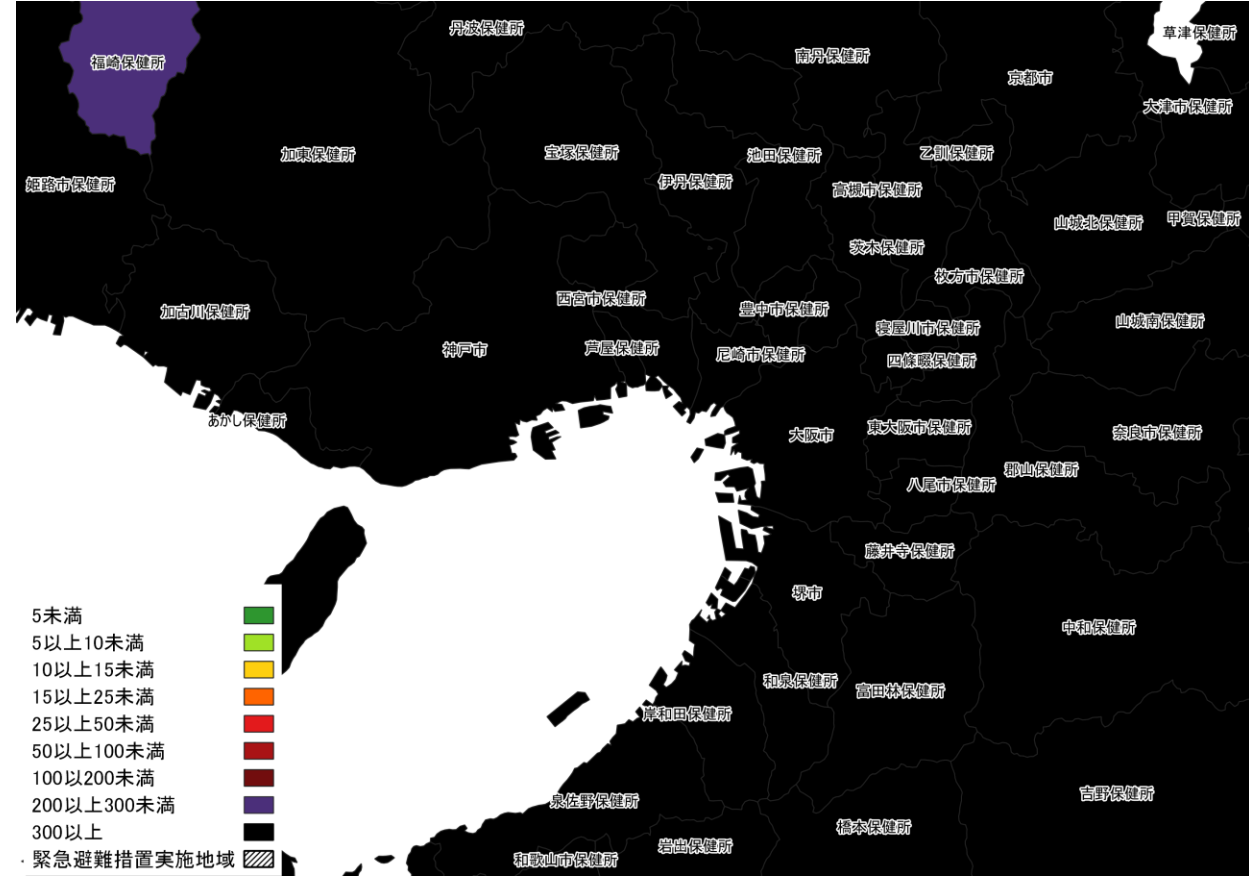 丹波保健所
草津保健所
南丹保健所
福崎保健所
京都市
大津市保健所
加東保健所
宝塚保健所
池田保健所
乙訓保健所
姫路市保健所
伊丹保健所
高槻市保健所
山城北保健所
甲賀保健所
茨木保健所
枚方市保健所
西宮市保健所
加古川保健所
豊中市保健所
山城南保健所
寝屋川市保健所
神戸市
芦屋保健所
尼崎市保健所
四條畷保健所
あかし保健所
大阪市
東大阪市保健所
奈良市保健所
郡山保健所
八尾市保健所
藤井寺保健所
堺市
中和保健所
和泉保健所
富田林保健所
岸和田保健所
吉野保健所
泉佐野保健所
橋本保健所
岩出保健所
和歌山市保健所
5未満
5以上10未満
10以上15未満
15以上25未満
25以上50未満
50以上100未満
100以200未満
200以上300未満
300以上
・緊急避難措置実施地域